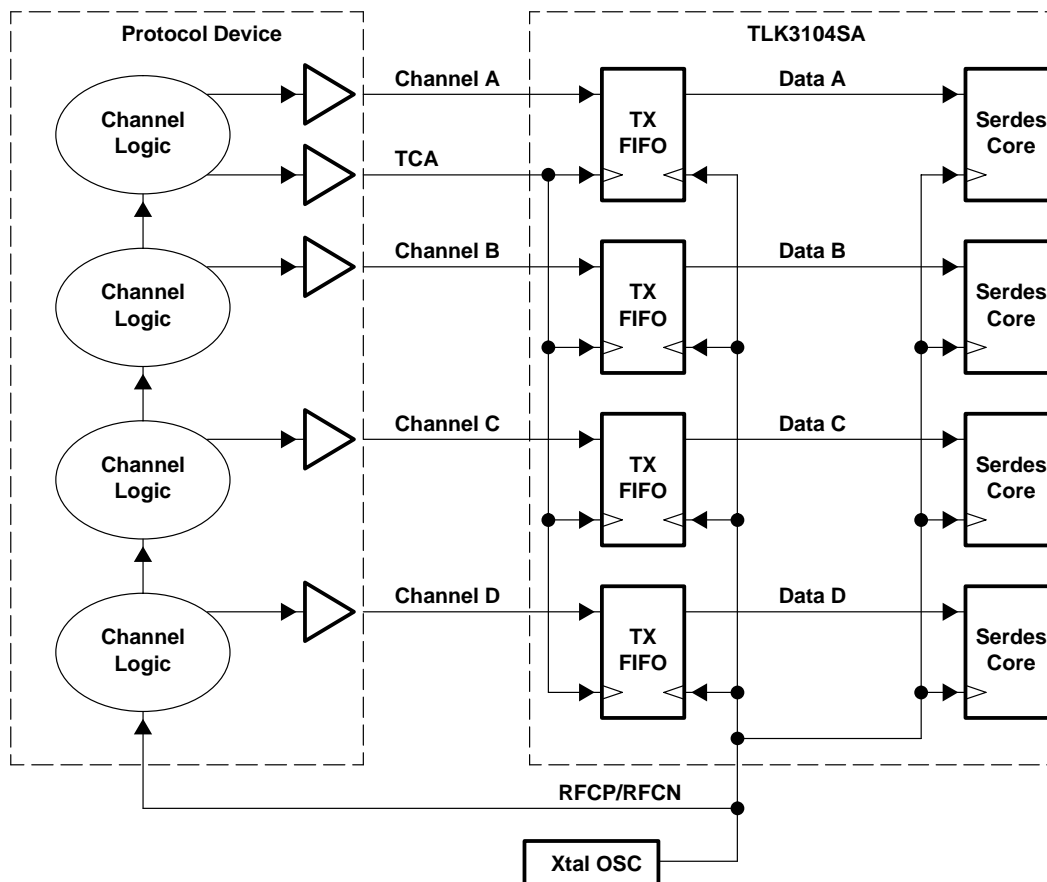 Protocol Device
TLK3104SA
Channel A
Data A
Channel
Logic
TX
FIFO
Serdes
Core
TCA
Channel B
Data B
Channel
Logic
TX
FIFO
Serdes
Core
Channel C
Data C
Channel
Logic
TX
FIFO
Serdes
Core
Channel D
Data D
Channel
Logic
TX
FIFO
Serdes
Core
RFCP/RFCN
Xtal OSC